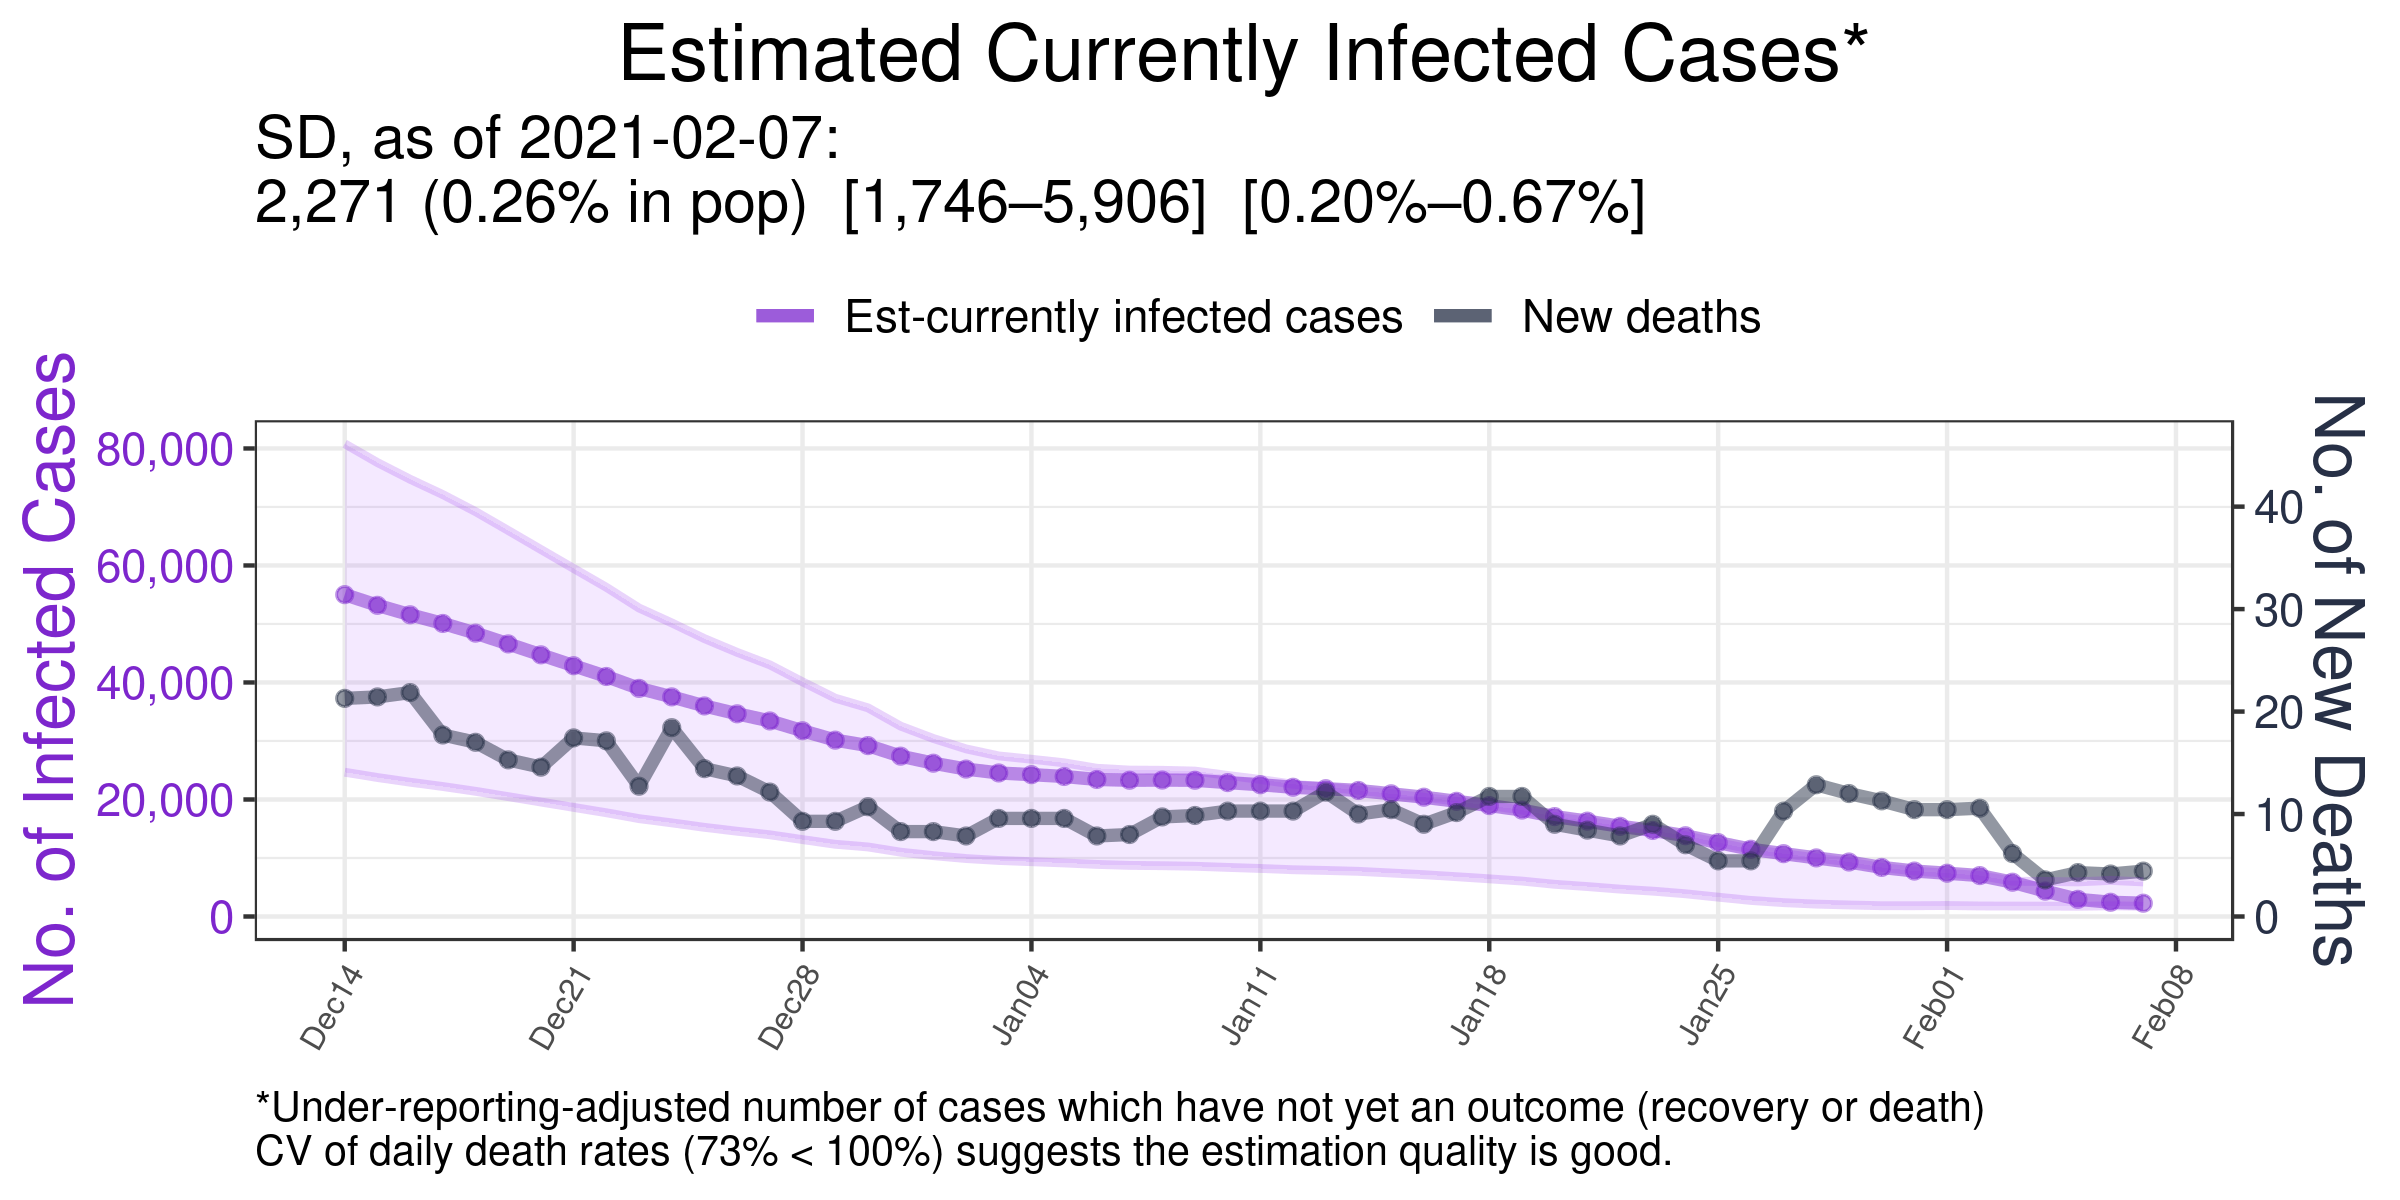 Estimated Currently Infected Cases*
SD, as of 2021-02-07:
2,271 (0.26% in pop)  [1,746–5,906]  [0.20%–0.67%]
Est-currently infected cases
New deaths
No. of Infected Cases
80,000
60,000
40,000
20,000
0
No. of New Deaths
40
30
20
10
0
Dec14
Dec21
Dec28
Jan04
Jan11
Jan18
Jan25
Feb01
Feb08
*Under-reporting-adjusted number of cases which have not yet an outcome (recovery or death)
CV of daily death rates (73% < 100%) suggests the estimation quality is good.